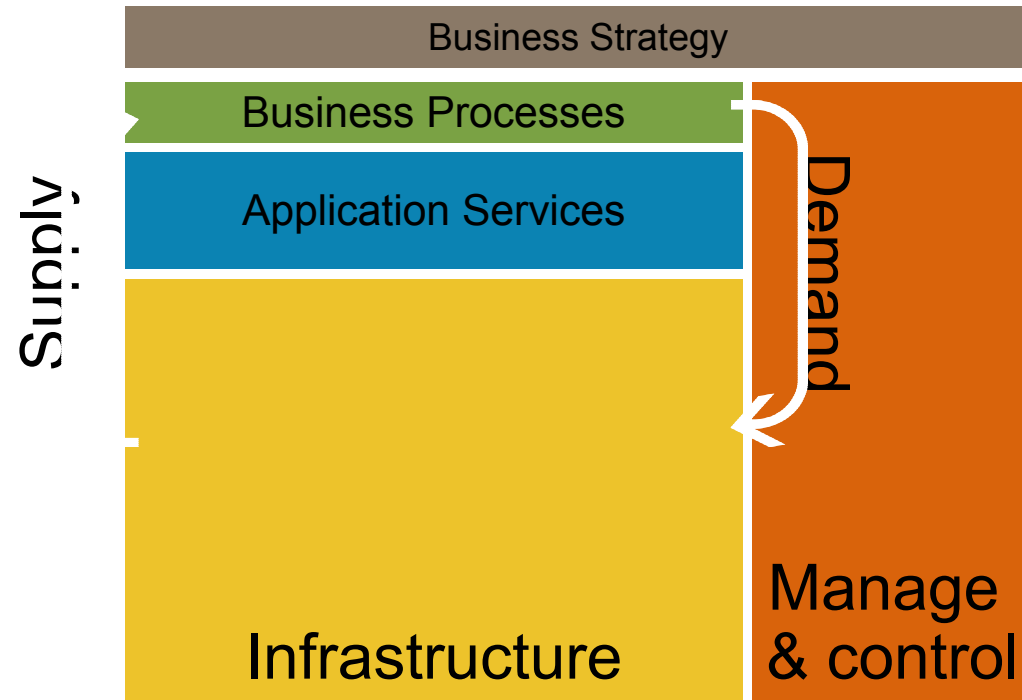 Business Strategy
Business Processes
Application Services
Supply
Demand
Infrastructure
Manage
& control